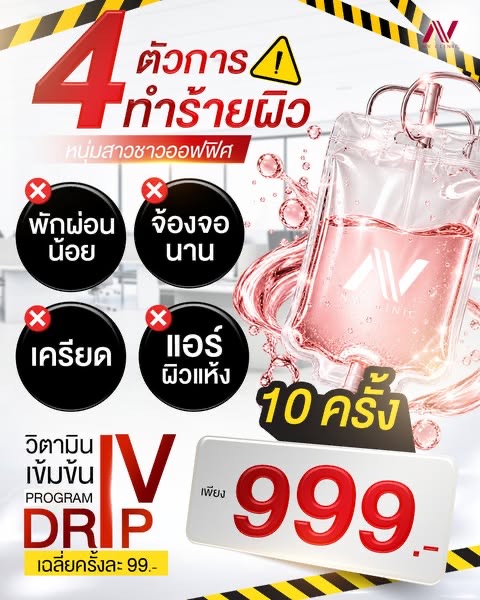 4 ตัวการ
ทำร้ายผิว
หนุ่มสาวชาวออฟฟิศ
พักผ่อน
น้อย
จ้องจอ
นาน
เครียด
แอร์
ผิวแห้ง
10 ครั้ง
วิตามิน
เข้มข้น
PROGRAM
IV
DRIP
เฉลี่ยครั้งละ 99.-
เพียง
999.-